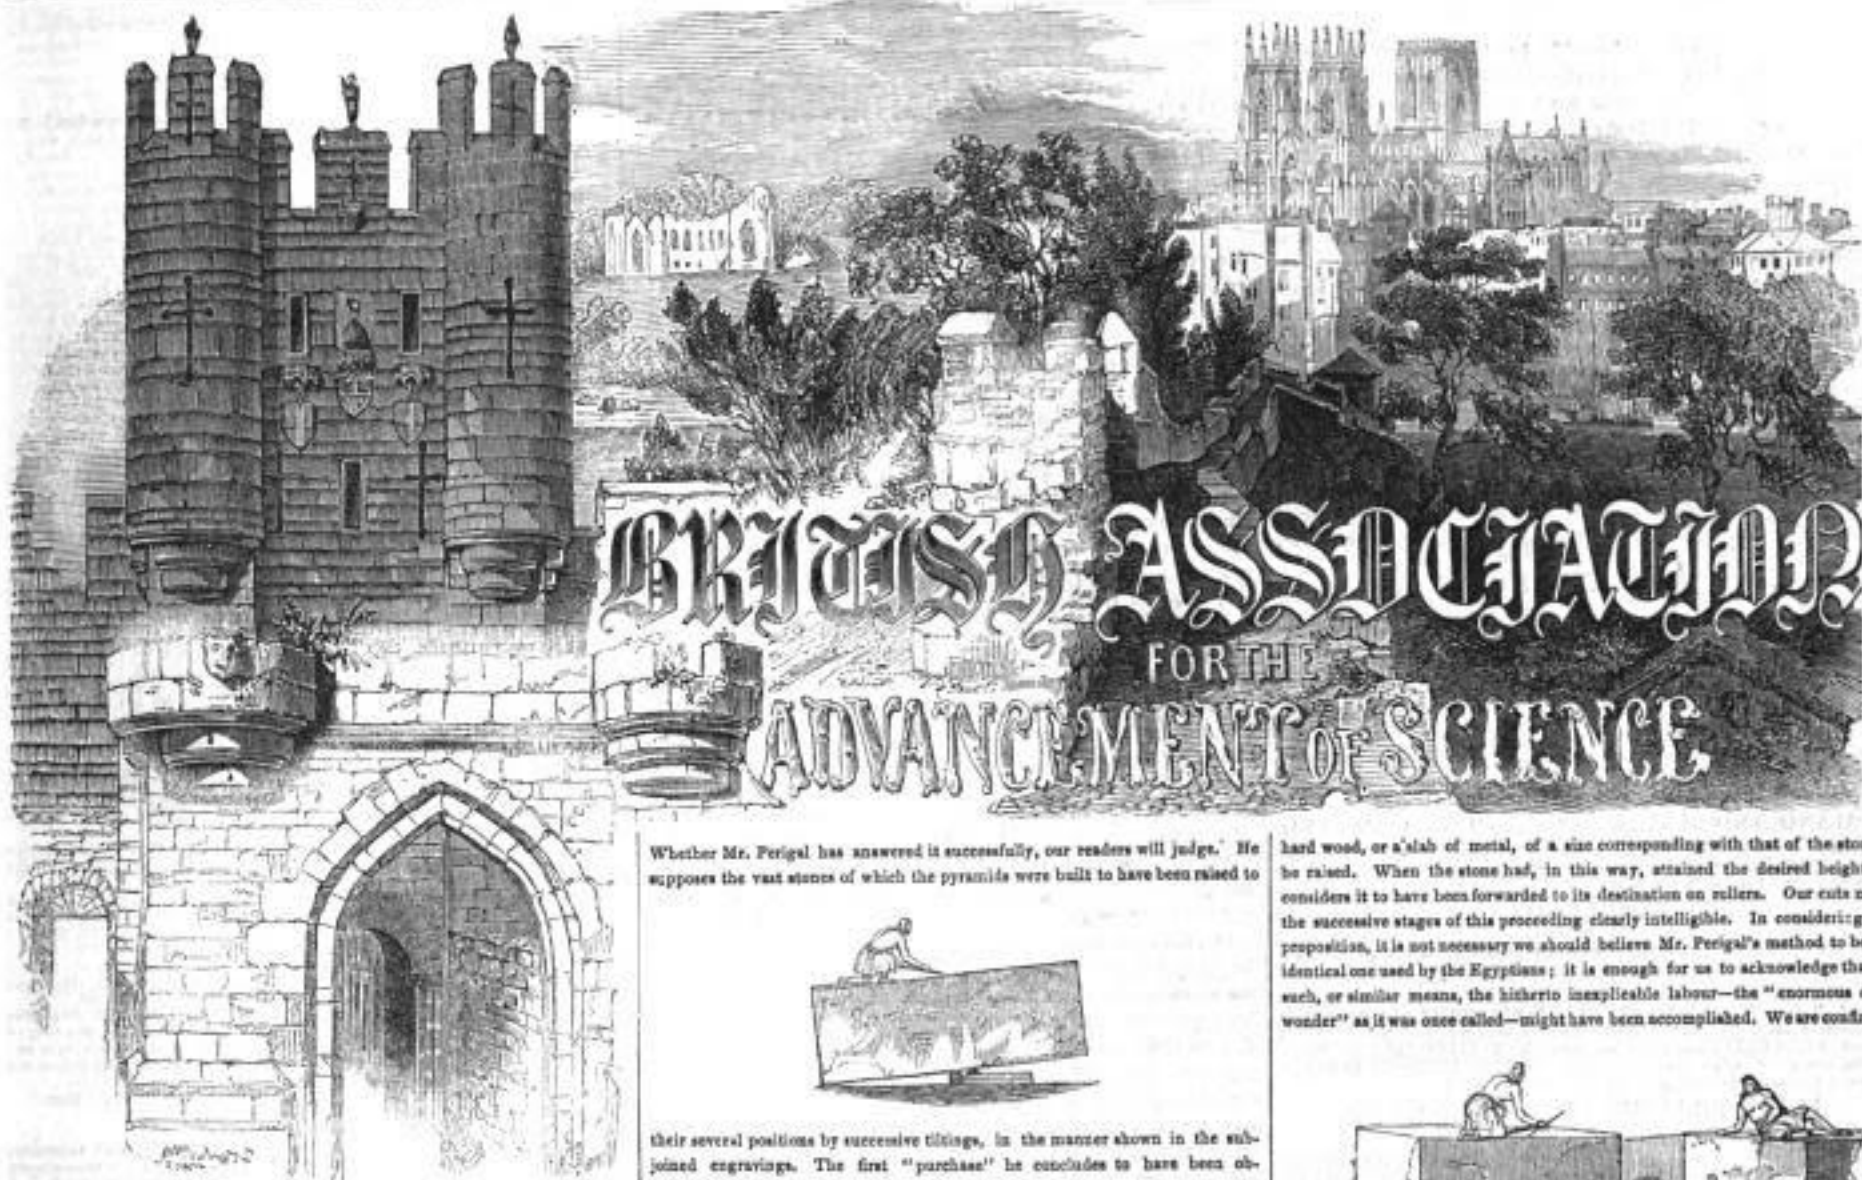 BRITISH ASSOCIATION
FOR THE
ADVANCEMENT OF SCIENCE
Whether Mr. Perigal has answered it successfully, our readers will judge. He
supposes the vast stones of which the pyramids were built to have been raised to
their several positions by successive tiltings, in the manner shown in the sub-
joined engravings. The first "purchase" he concludes to have been ob-
hard wood, or a slab of metal, of a size corresponding with that of the
be raised. When the stone had, in this way, attained the desired
considers it to have been forwarded to its destination on rollers. Our cuts
the successive stages of this proceeding clearly intelligible. In considering
proposition, it is not necessary we should believe Mr. Perigal's method to
identical one used by the Egyptians; it is enough for us to acknowledge
such, or similar means, the hitherto inexplicable labour—the "enormous
wonder" as it was once called—might have been accomplished. We are